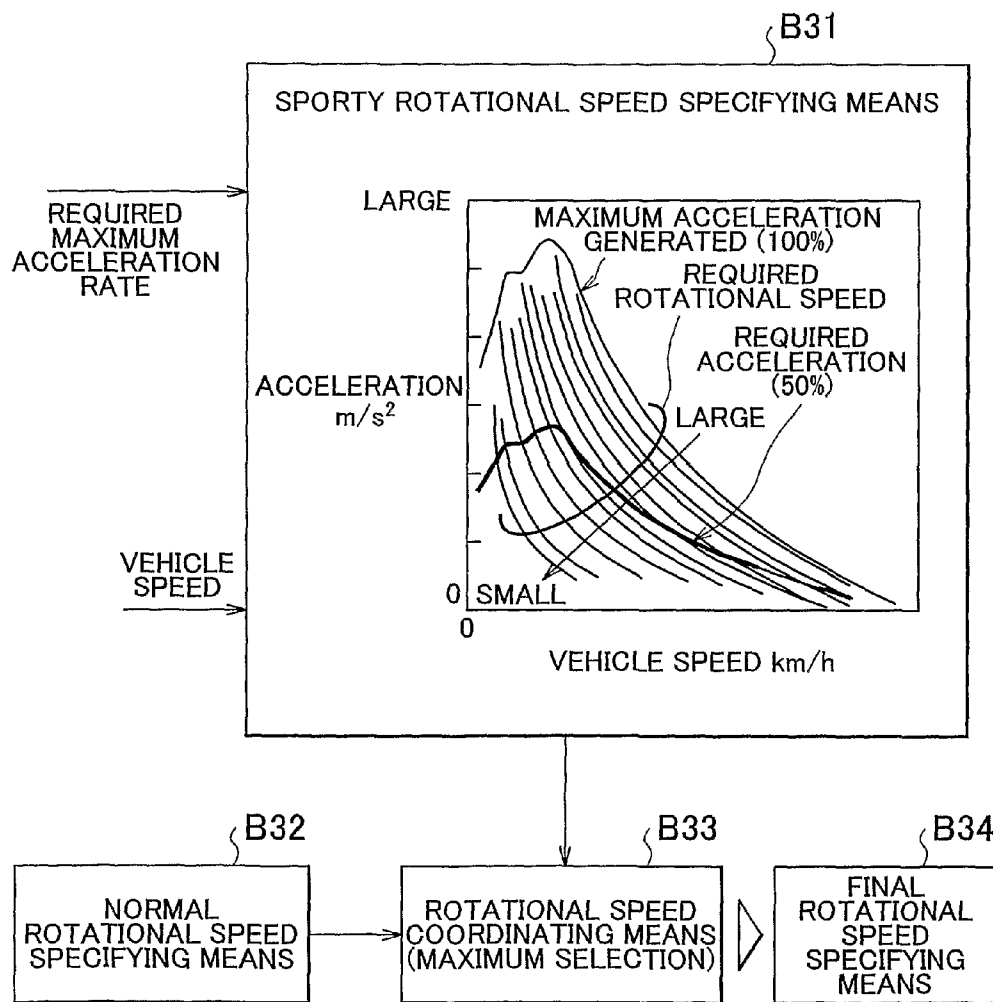 B31
SPORTY ROTATIONAL SPEED SPECIFYING MEANS
REQUIRED
MAXIMUM
ACCELERATION
RATE
LARGE
MAXIMUM ACCELERATION
GENERATED (100%)
REQUIRED
ROTATIONAL SPEED
REQUIRED
ACCELERATION
(50%)
ACCELERATION
m/s²
LARGE
VEHICLE
SPEED
0
SMALL
0
VEHICLE SPEED km/h
B32
NORMAL
ROTATIONAL SPEED
SPECIFYING MEANS
B33
ROTATIONAL SPEED
COORDINATING MEANS
(MAXIMUM SELECTION)
B34
FINAL
ROTATIONAL
SPEED
SPECIFYING
MEANS